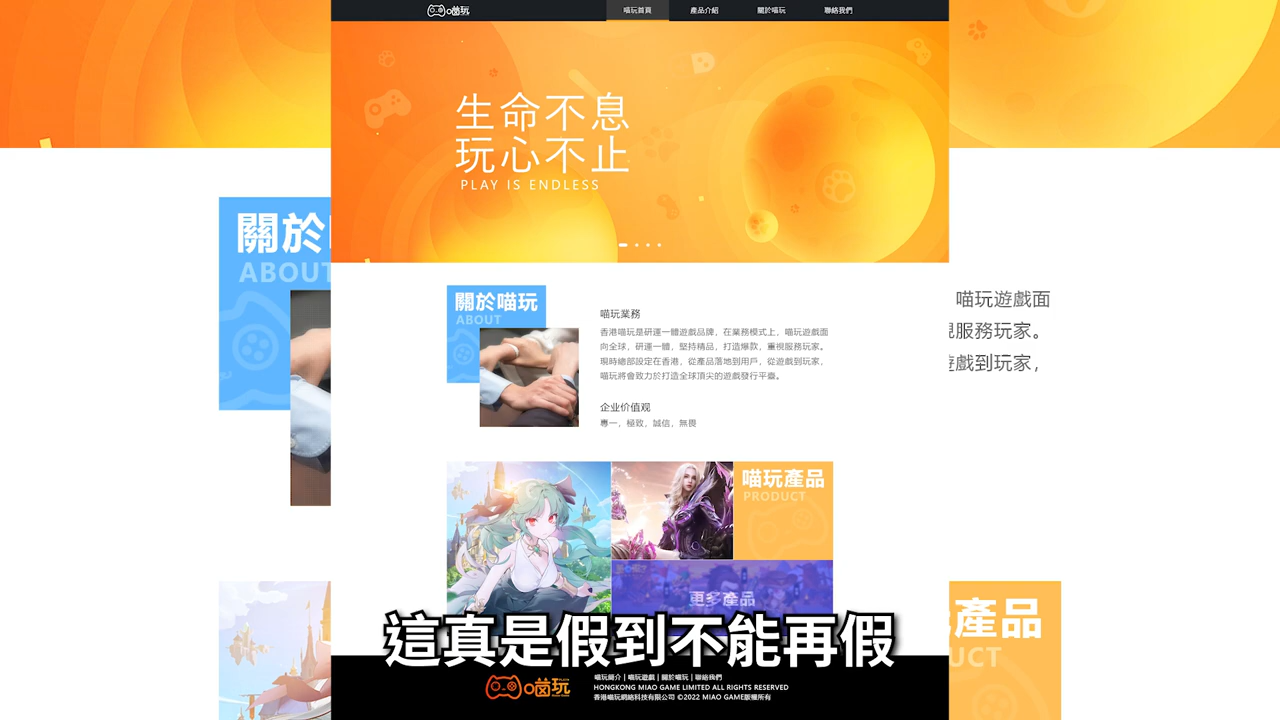 喵玩
喵玩首頁
產品介紹
關於喵玩
聯絡我們
生命不息
玩心不止
PLAY IS ENDLESS
關於
ABOUT
關於喵玩
ABOUT
喵玩業務
香港喵玩是研運一體遊戲品牌，在業務模式上，喵玩遊戲面
向全球，研運一體，堅持精品，打造爆款，重視服務玩家。
現時總部設定在香港，從產品落地到用戶，從遊戲到玩家，
喵玩將會致力於打造全球頂尖的遊戲發行平臺。
企业价值观
專一，極致，誠信，無畏
喵玩遊戲面
服務玩家。
遊戲到玩家，
喵玩產品
PRODUCT
更多產品
產品
UCT
這真是假到不能再假
喵玩
喵玩簡介 | 喵玩遊戲 | 關於喵玩 | 聯絡我們
HONGKONG MIAO GAME LIMITED ALL RIGHTS RESERVED
香港喵玩網絡科技有限公司 ©2022 MIAO GAME版權所有